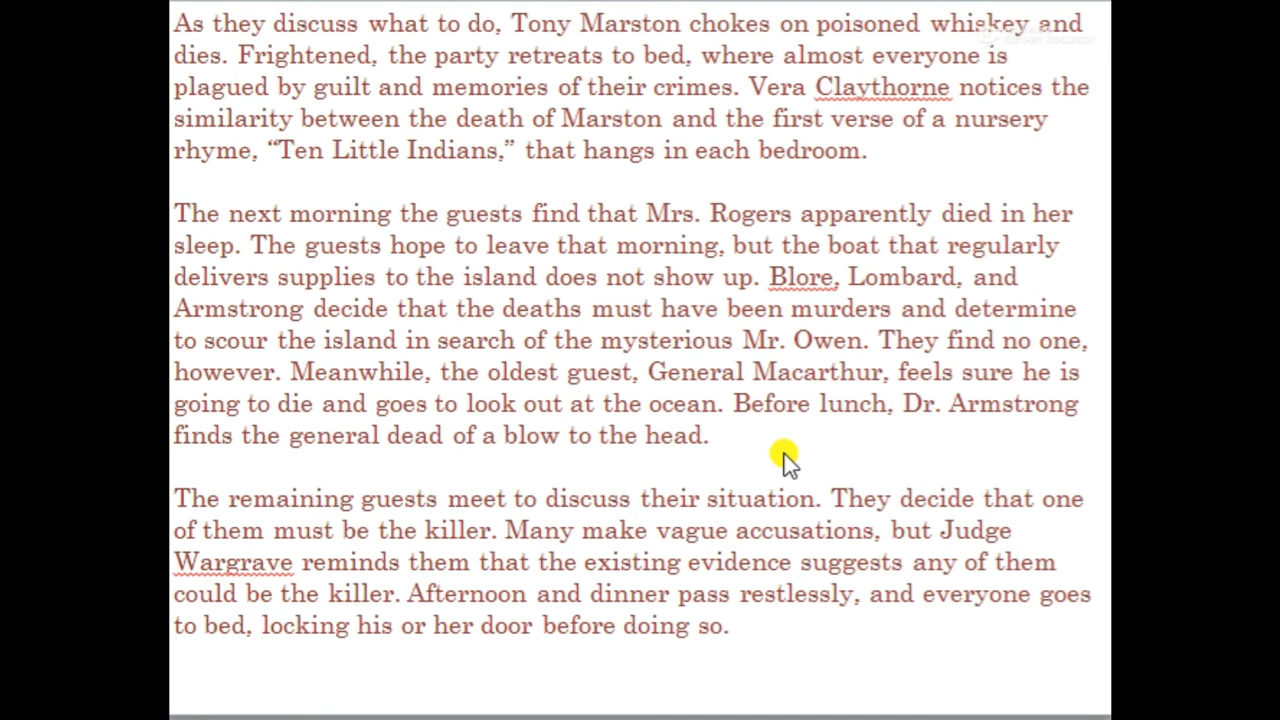 As they discuss what to do, Tony Marston chokes on poisoned whiskey and
dies. Frightened, the party retreats to bed, where almost everyone is
plagued by guilt and memories of their crimes. Vera Claythorne notices the
similarity between the death of Marston and the first verse of a nursery
rhyme, “Ten Little Indians,” that hangs in each bedroom.
The next morning the guests find that Mrs. Rogers apparently died in her
sleep. The guests hope to leave that morning, but the boat that regularly
delivers supplies to the island does not show up. Blore, Lombard, and
Armstrong decide that the deaths must have been murders and determine
to scour the island in search of the mysterious Mr. Owen. They find no one,
however. Meanwhile, the oldest guest, General Macarthur, feels sure he is
going to die and goes to look out at the ocean. Before lunch, Dr. Armstrong
finds the general dead of a blow to the head.
The remaining guests meet to discuss their situation. They decide that one
of them must be the killer. Many make vague accusations, but Judge
Wargrave reminds them that the existing evidence suggests any of them
could be the killer. Afternoon and dinner pass restlessly, and everyone goes
to bed, locking his or her door before doing so.